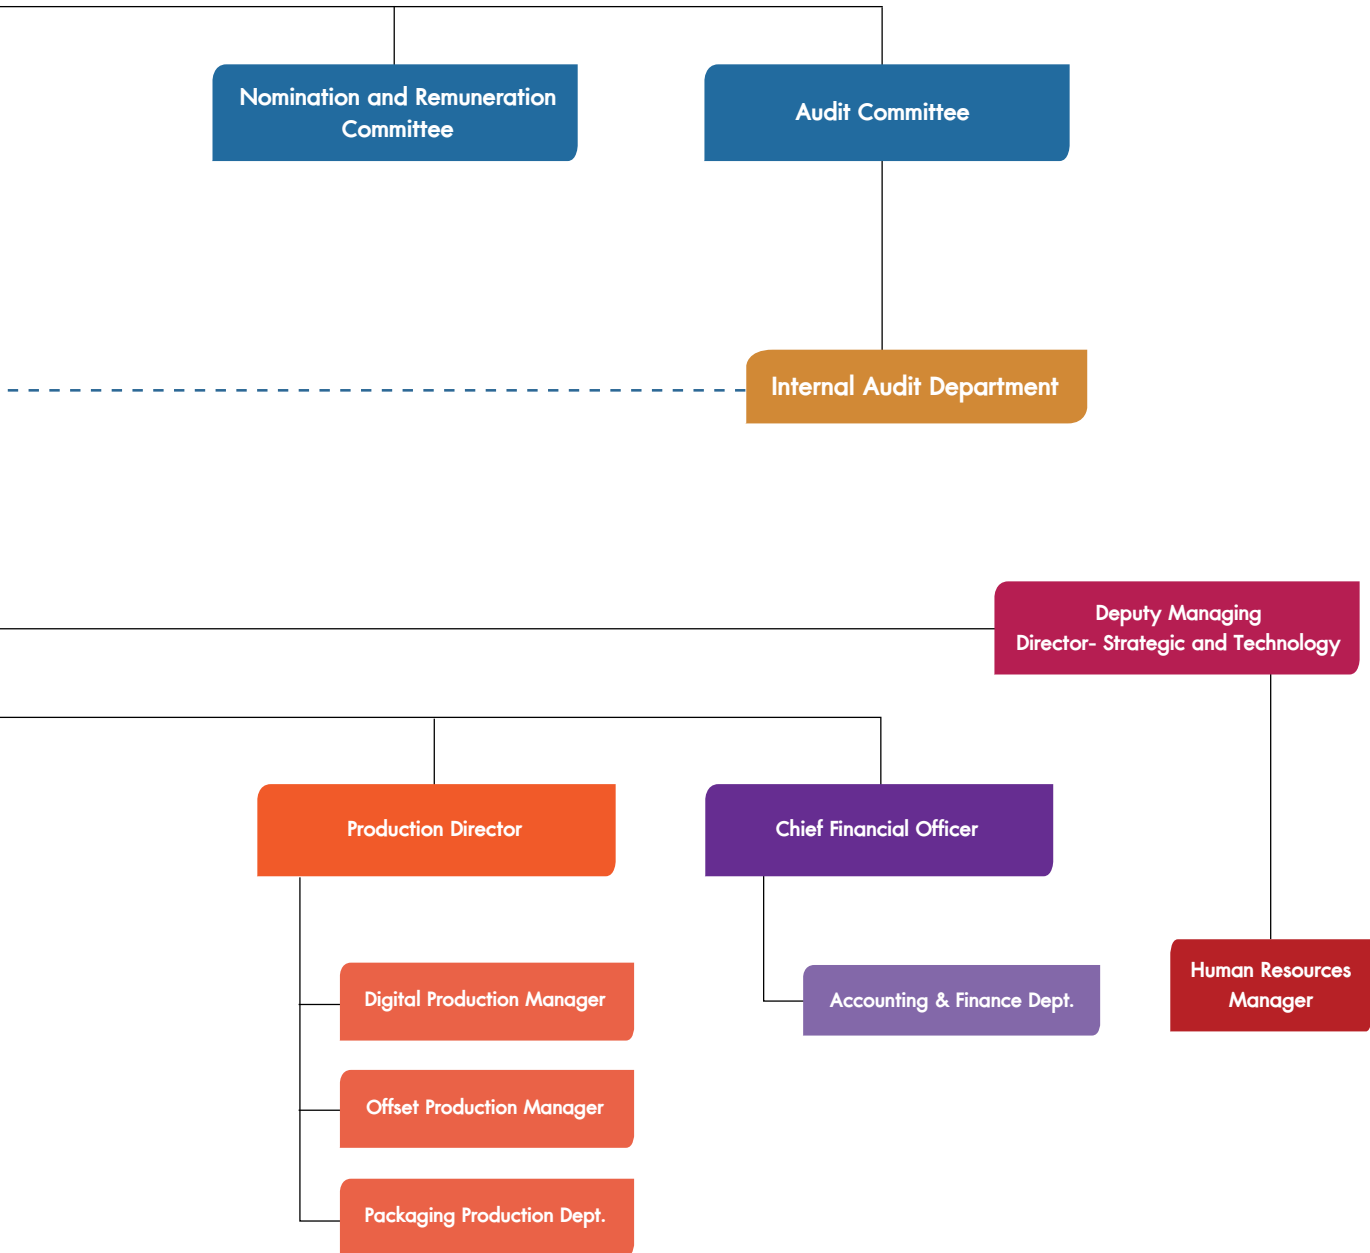 Nomination and Remuneration
Committee
Audit Committee
Internal Audit Department
Deputy Managing
Director- Strategic and Technology
Production Director
Chief Financial Officer
Digital Production Manager
Accounting & Finance Dept.
Human Resources
Manager
Offset Production Manager
Packaging Production Dept.